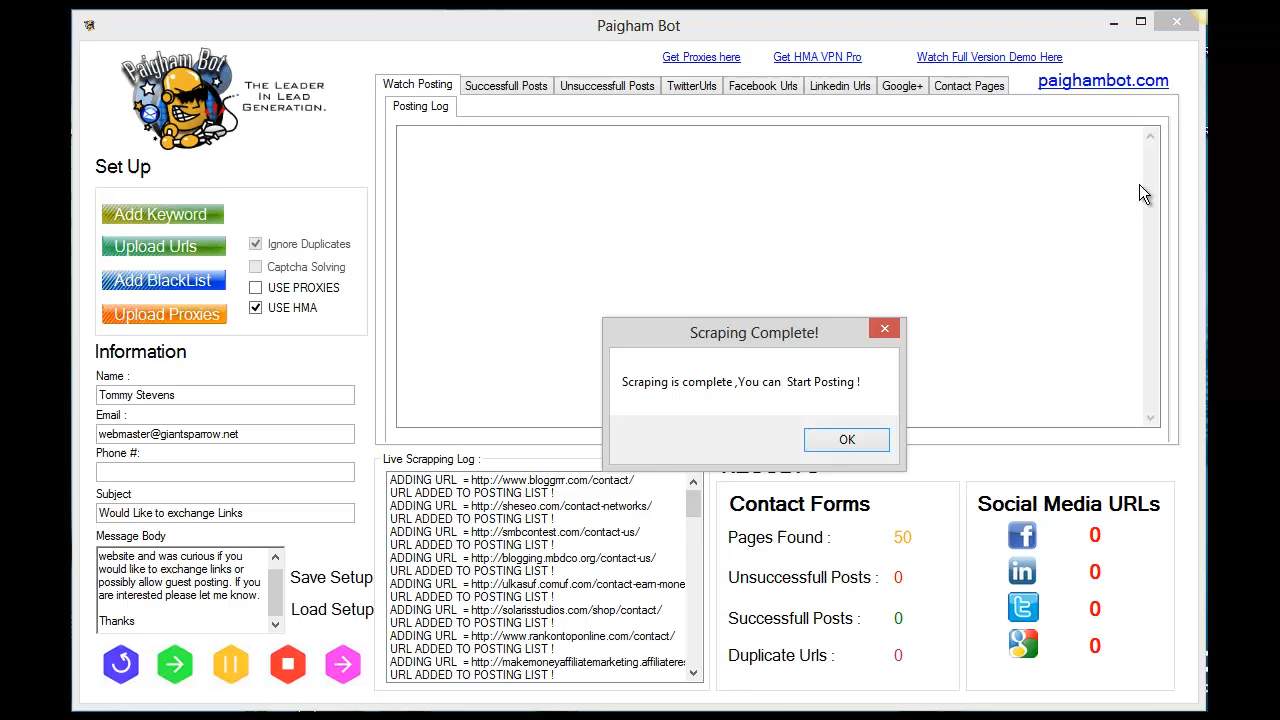 Paigham Bot
Paigham Bot
THE LEADER
IN LEAD
GENERATION.
Get Proxies here
Get HMA VPN Pro
Watch Full Version Demo Here
paighambot.com
Watch Posting
Successfull Posts
Unsuccessfull Posts
TwitterUrls
Facebook Urls
Linkedin Urls
Google+
Contact Pages
Posting Log
Set Up
Add Keyword
Upload Urls
Add BlackList
Upload Proxies
Ignore Duplicates
Captcha Solving
USE PROXIES
USE HMA
Information
Name :
Tommy Stevens
Email :
webmaster@giantsparrow.net
Phone #:
Subject
Would Like to exchange Links
Message Body
website and was curious if you
would like to exchange links or
possibly allow guest posting. If you
are interested please let me know.
Thanks
Save Setup
Load Setup
Scraping Complete!
Scraping is complete ,You can Start Posting !
OK
Live Scrapping Log :
ADDING URL = http://www.bloggrrr.com/contact/
URL ADDED TO POSTING LIST !
ADDING URL = http://sheseo.com/contact-networks/
URL ADDED TO POSTING LIST !
ADDING URL = http://smbcontest.com/contact-us/
URL ADDED TO POSTING LIST !
ADDING URL = http://blogging.mbdco.org/contact-us/
URL ADDED TO POSTING LIST !
ADDING URL = http://ulkasuf.comuf.com/contact-earn-mone
URL ADDED TO POSTING LIST !
ADDING URL = http://solarisstudios.com/shop/contact/
URL ADDED TO POSTING LIST !
ADDING URL = http://www.rankontoponline.com/contact/
URL ADDED TO POSTING LIST !
ADDING URL = http://makemoneyaffiliatemarketing.affiliatere
URL ADDED TO POSTING LIST !
Contact Forms
Pages Found : 50
Unsuccessfull Posts : 0
Successfull Posts : 0
Duplicate Urls : 0
Social Media URLs
f 0
in 0
t 0
g 0